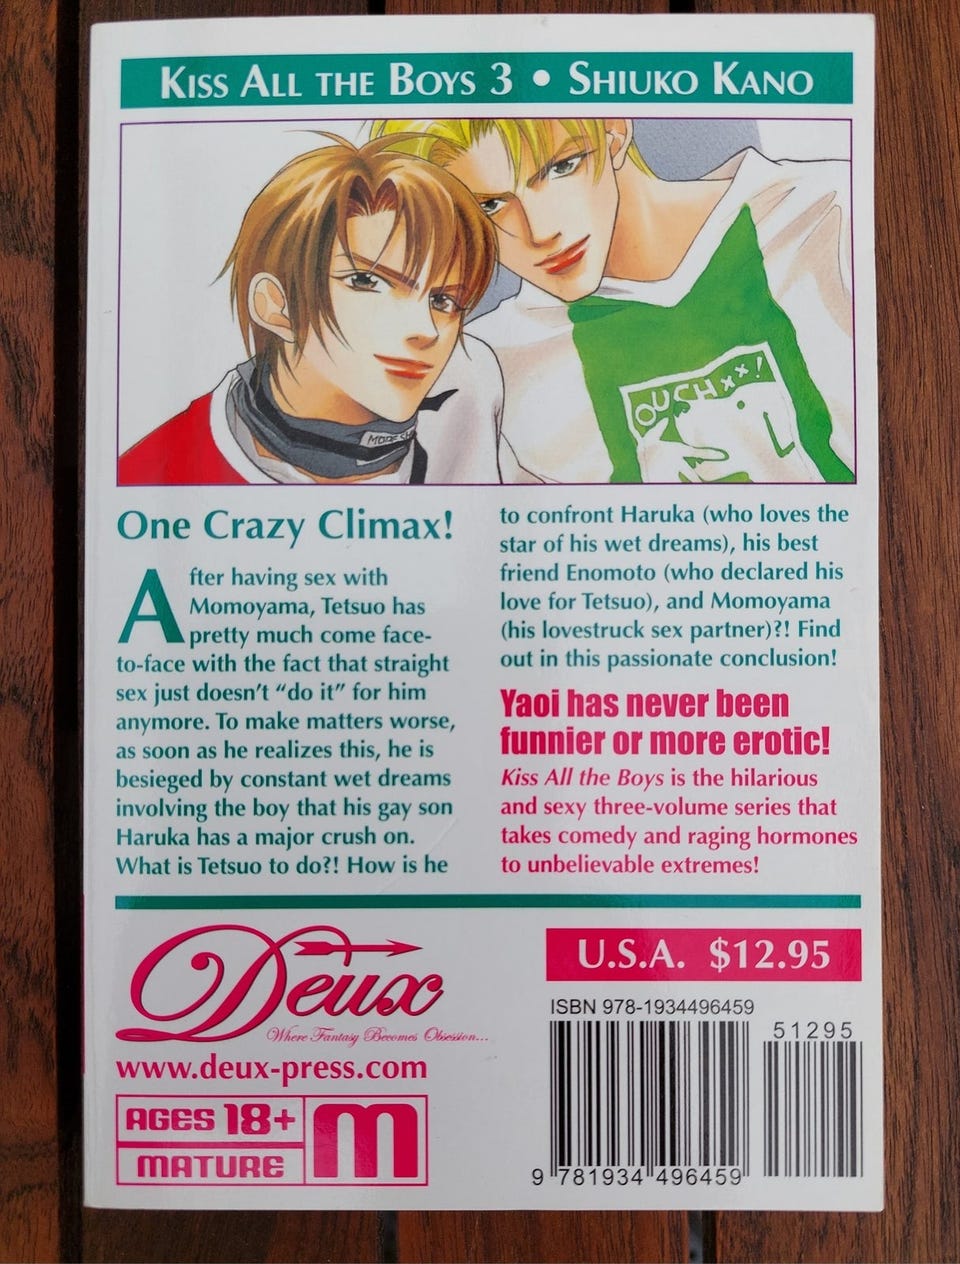 KISS ALL THE BOYS 3 • SHIUKO KANO
OUCH xx!
One Crazy Climax!
After having sex with
Momoyama, Tetsuo has
pretty much come face-
to-face with the fact that straight
sex just doesn't “do it” for him
anymore. To make matters worse,
as soon as he realizes this, he is
besieged by constant wet dreams
involving the boy that his gay son
Haruka has a major crush on.
What is Tetsuo to do?! How is he
to confront Haruka (who loves the
star of his wet dreams), his best
friend Enomoto (who declared his
love for Tetsuo), and Momoyama
(his lovestruck sex partner)?! Find
out in this passionate conclusion!
Yaoi has never been
funnier or more erotic!
Kiss All the Boys is the hilarious
and sexy three-volume series that
takes comedy and raging hormones
to unbelievable extremes!
Deux
Where Fantasy Becomes Obsession...
www.deux-press.com
AGES 18+
MATURE
M
U.S.A. $12.95
ISBN 978-1934496459
51295
9 781934 496459